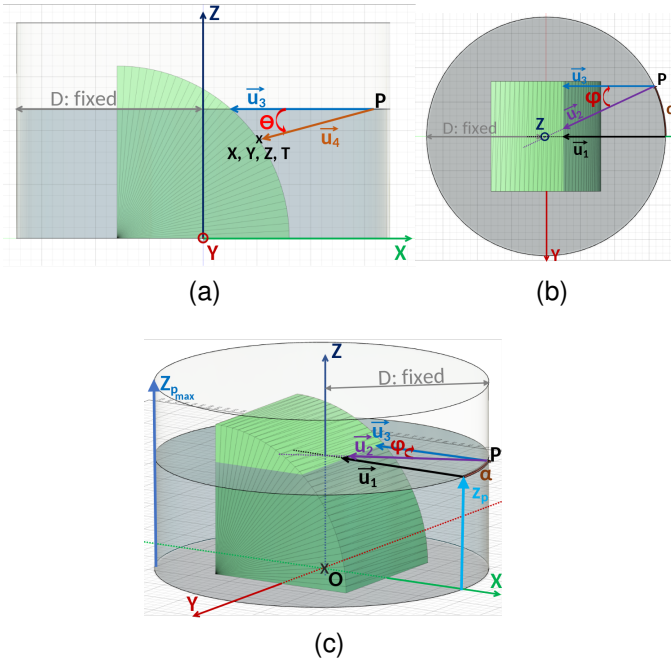 Z
D: fixed
u₃
P
Θ
u₄
X, Y, Z, T
Y
X
(a)
u₃
P
φ
u₂
α
D: fixed
Z
u₁
Y
(b)
Z
D: fixed
Zₚₘₐₓ
u₃
u₂
φ
P
u₁
α
Zₚ
O
X
Y
(c)